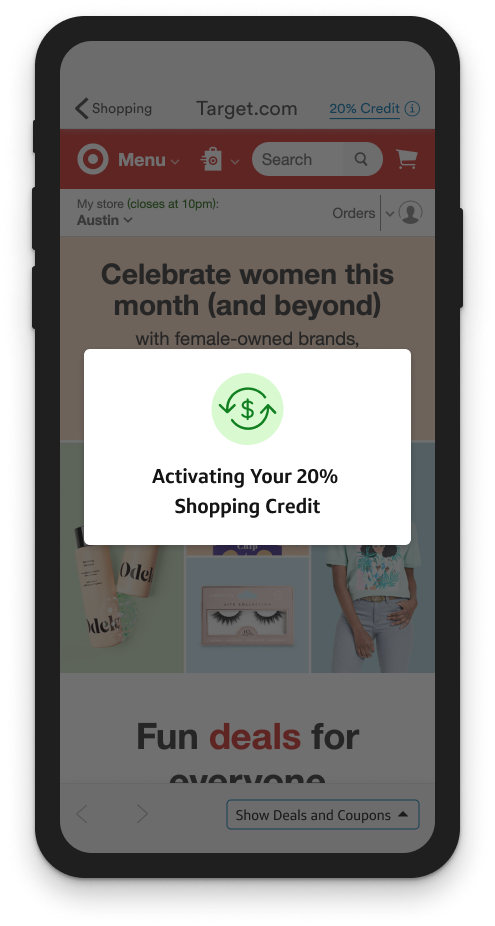 Shopping
Target.com
20% Credit
Menu
Search
My store (closes at 10pm):
Austin
Orders
Celebrate women this
month (and beyond)
with female-owned brands,
$
Activating Your 20%
Shopping Credit
Odele
Chip
Fun deals for
everyone
Show Deals and Coupons